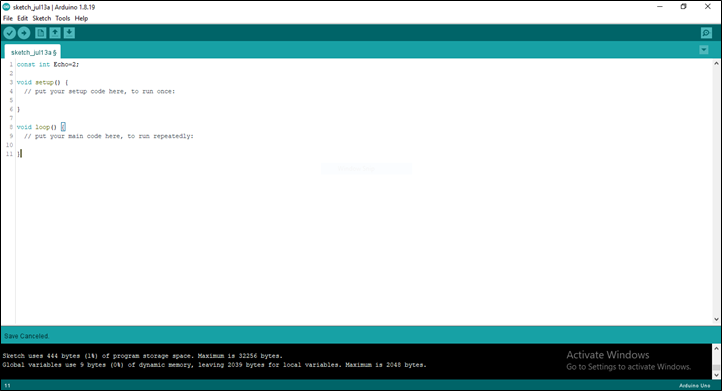 sketch_jul13a | Arduino 1.8.19
File Edit Sketch Tools Help
sketch_jul13a §
1 const int Echo=2;
2
3 void setup() {
4 // put your setup code here, to run once:
5
6 }
7
8 void loop() {
9 // put your main code here, to run repeatedly:
10
11 }
Save Canceled.
Sketch uses 444 bytes (1%) of program storage space. Maximum is 32256 bytes.
Global variables use 9 bytes (0%) of dynamic memory, leaving 2039 bytes for local variables. Maximum is 2048 bytes.
Activate Windows
Go to Settings to activate Windows.
11 Arduino Uno